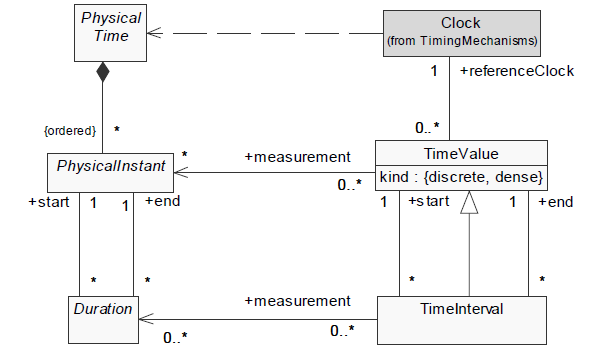 Physical
Time
Clock
(from TimingMechanisms)
1
+referenceClock
{ordered}
*
0..*
PhysicalInstant
*
+measurement
0..*
TimeValue
kind : {discrete, dense}
+start
1
1
+end
1
+start
1
+end
*
*
*
*
Duration
+measurement
0..*
0..*
TimeInterval